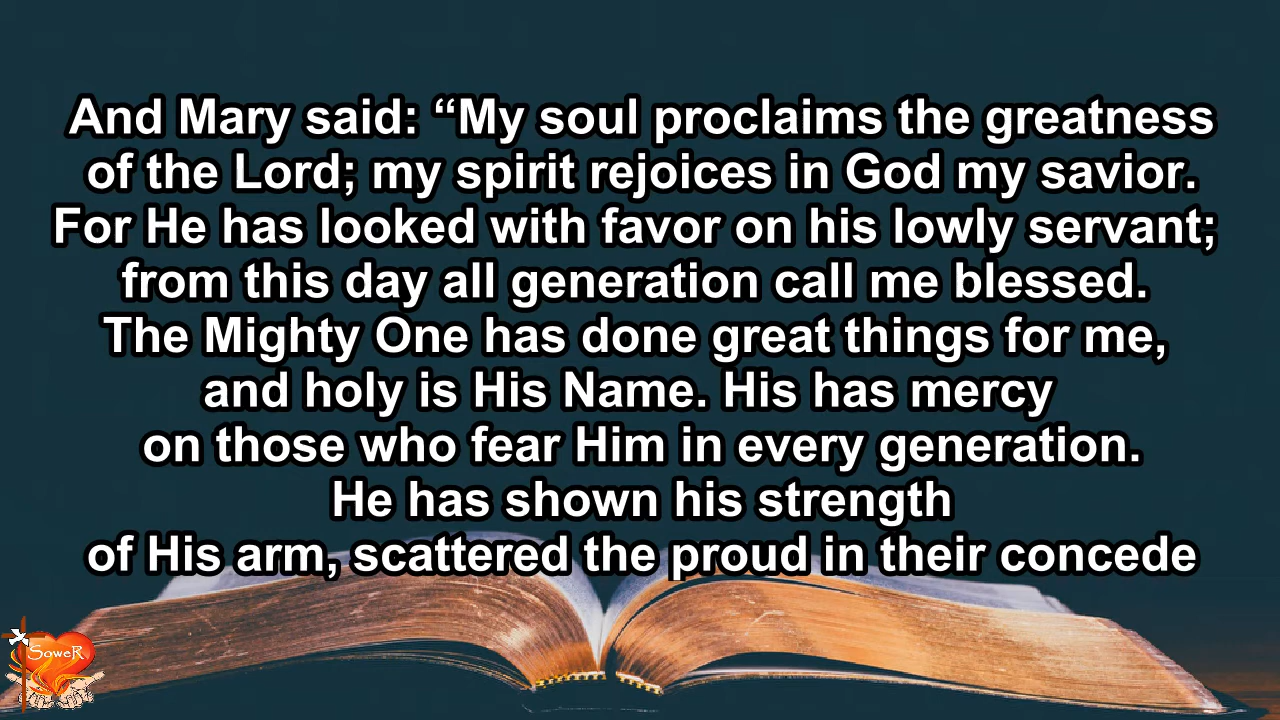 And Mary said: “My soul proclaims the greatness
of the Lord; my spirit rejoices in God my savior.
For He has looked with favor on his lowly servant;
from this day all generation call me blessed.
The Mighty One has done great things for me,
and holy is His Name. His has mercy
on those who fear Him in every generation.
He has shown his strength
of His arm, scattered the proud in their concede
SoweR